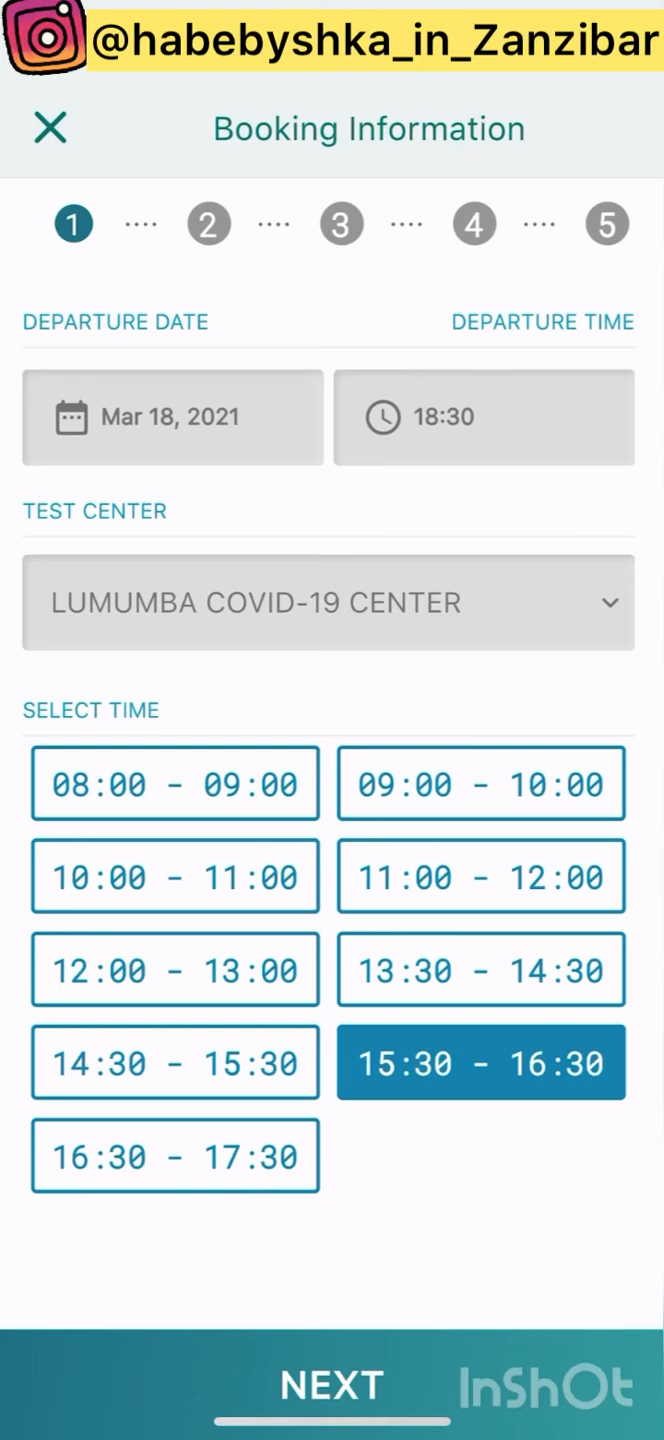 @habebyshka_in_Zanzibar
Booking Information
1 .... 2 .... 3 .... 4 .... 5
DEPARTURE DATE DEPARTURE TIME
Mar 18, 2021 18:30
TEST CENTER
LUMUMBA COVID-19 CENTER
SELECT TIME
08:00 - 09:00 09:00 - 10:00
10:00 - 11:00 11:00 - 12:00
12:00 - 13:00 13:30 - 14:30
14:30 - 15:30 15:30 - 16:30
16:30 - 17:30
NEXT InShOt